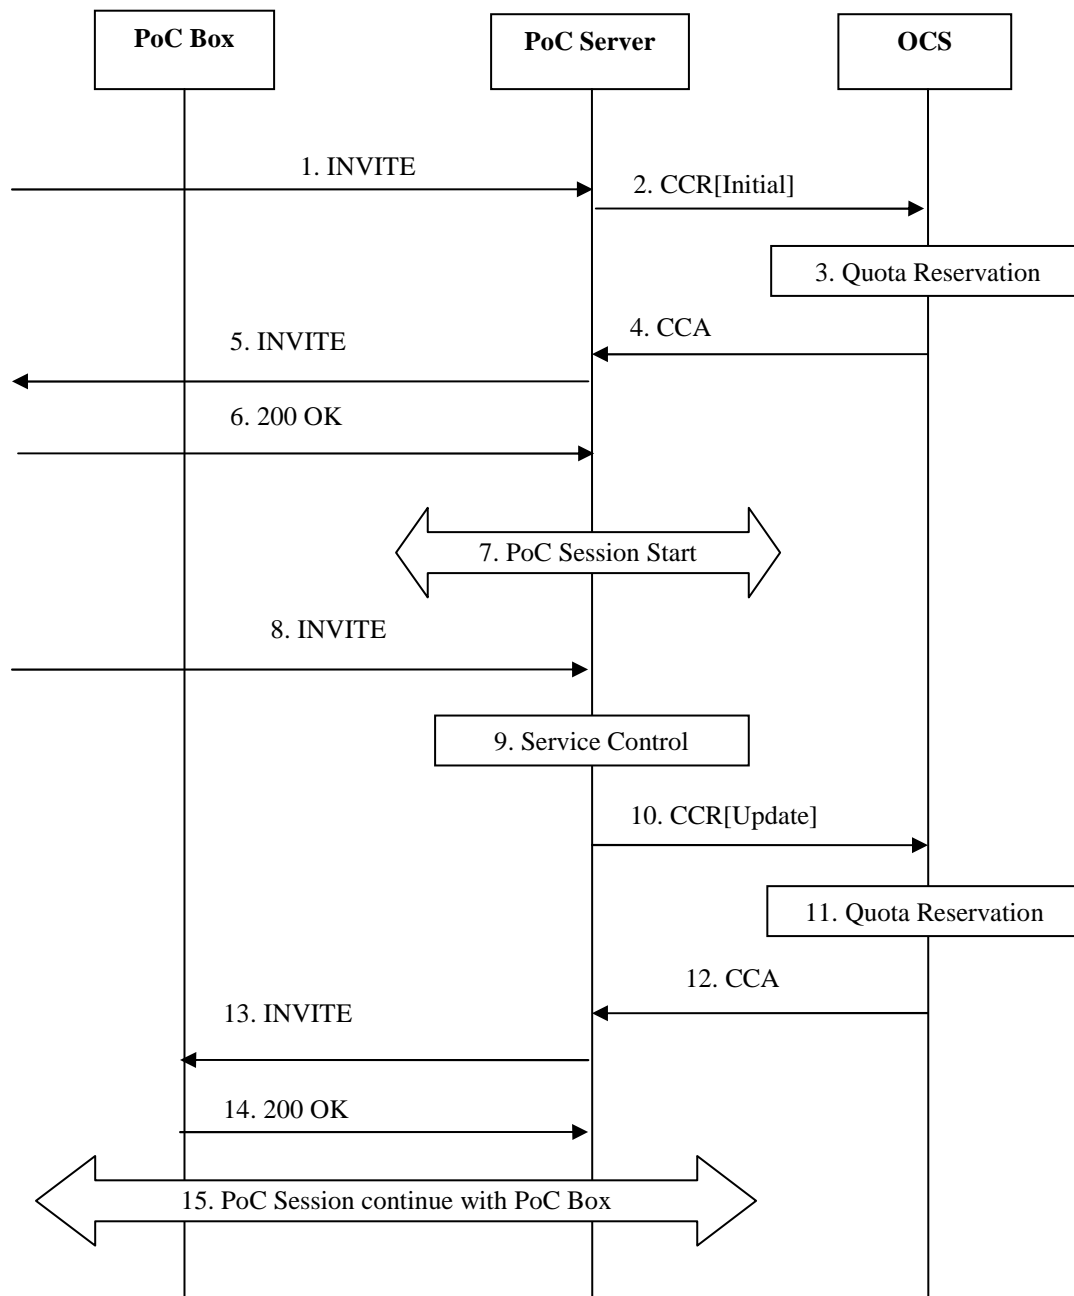 PoC Box
PoC Server
OCS
1. INVITE
2. CCR[Initial]
3. Quota Reservation
4. CCA
5. INVITE
6. 200 OK
7. PoC Session Start
8. INVITE
9. Service Control
10. CCR[Update]
11. Quota Reservation
12. CCA
13. INVITE
14. 200 OK
15. PoC Session continue with PoC Box